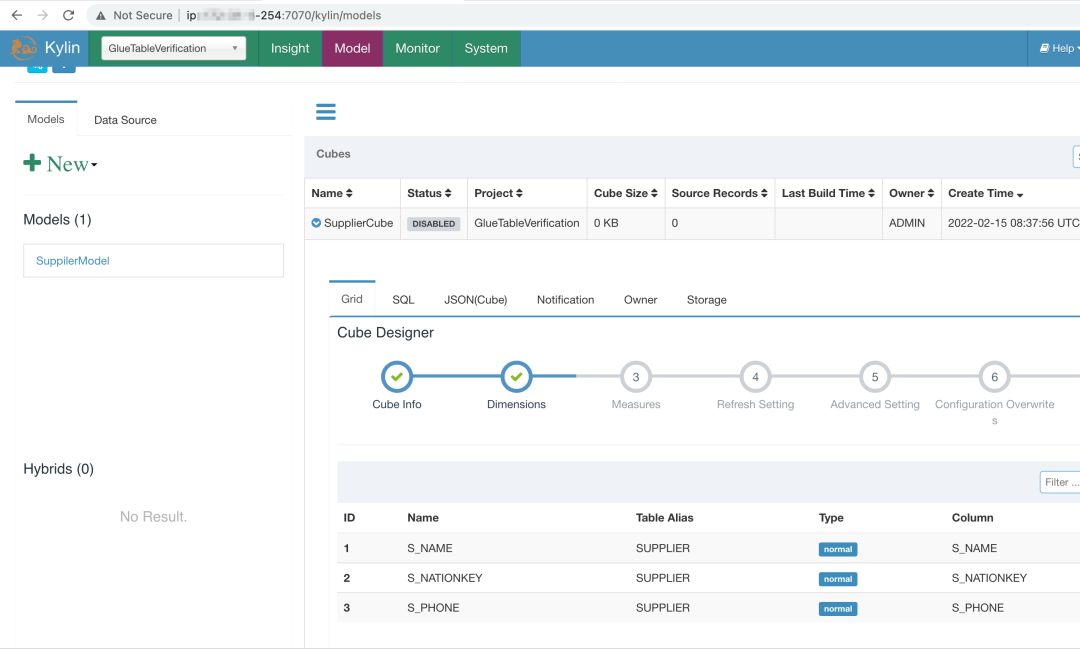 Not Secure ip -254:7070/kylin/models
Kylin GlueTableVerification Insight Model Monitor System Help
Models Data Source
New
Cubes
Name Status Project Cube Size Source Records Last Build Time Owner Create Time
SupplierCube DISABLED GlueTableVerification 0 KB 0 ADMIN 2022-02-15 08:37:56 UTC
Models (1)
SuppilerModel
Grid SQL JSON(Cube) Notification Owner Storage
Cube Designer
3 4 5 6
Cube Info Dimensions Measures Refresh Setting Advanced Setting Configuration Overwrite
s
Hybrids (0)
No Result.
Filter ...
ID Name Table Alias Type Column
1 S_NAME SUPPLIER normal S_NAME
2 S_NATIONKEY SUPPLIER normal S_NATIONKEY
3 S_PHONE SUPPLIER normal S_PHONE